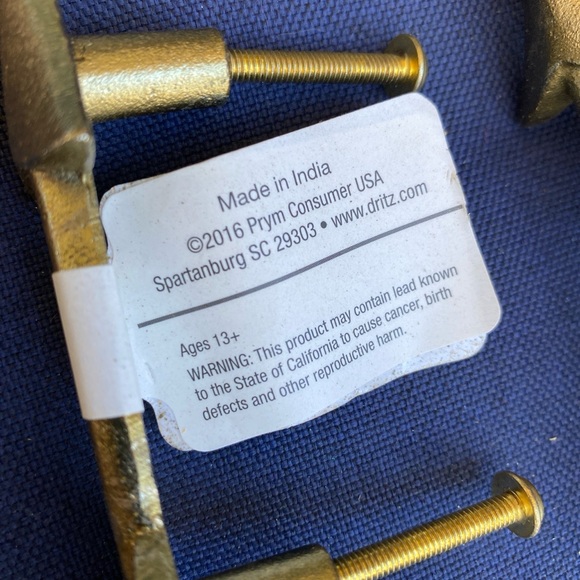 Made in India
©2016 Prym Consumer USA
Spartanburg SC 29303 • www.dritz.com
Ages 13+
WARNING: This product may contain lead known
to the State of California to cause cancer, birth
defects and other reproductive harm.